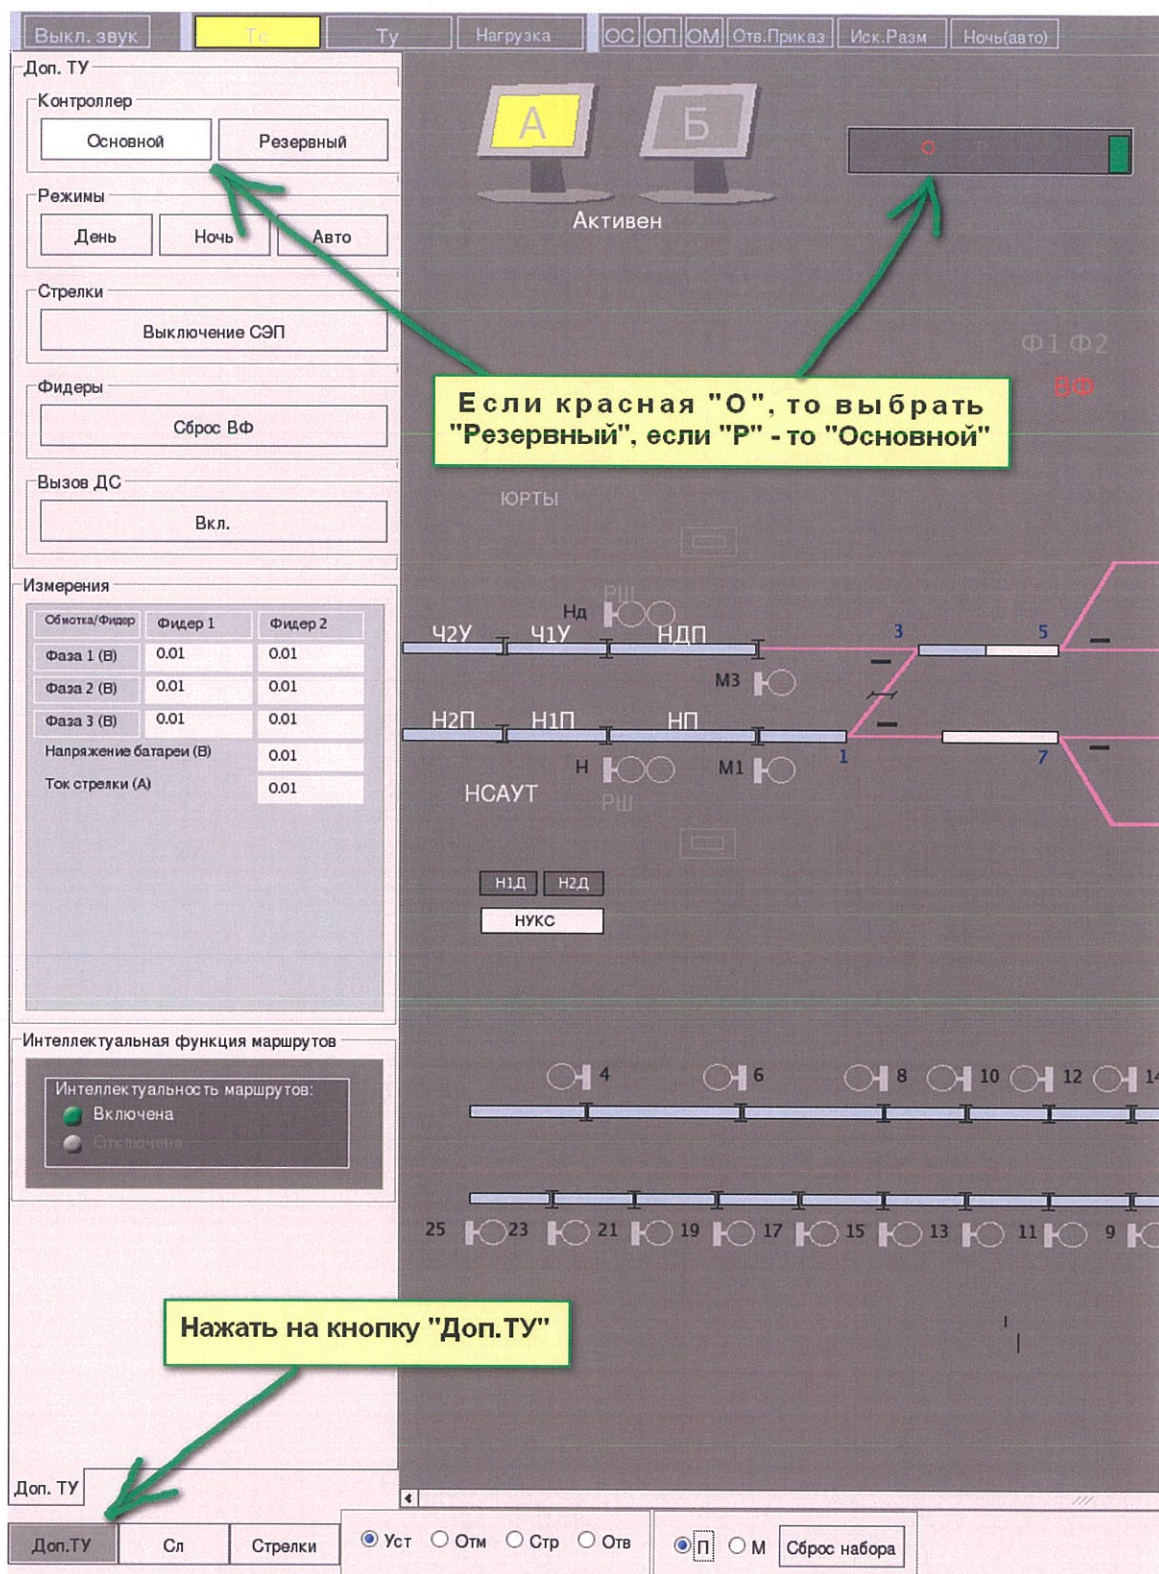 Выкл. звук
Тс
Ту
Нагрузка
ОС
ОП
ОМ
Отв.Приказ
Иск.Разм
Ночь(авто)
Доп. ТУ
Контроллер
Основной
Резервный
Режимы
День
Ночь
Авто
Стрелки
Выключение СЭП
Фидеры
Сброс ВФ
Вызов ДС
Вкл.
Измерения
Обмотка/Фидер Фидер 1 Фидер 2
Фаза 1 (В) 0.01 0.01
Фаза 2 (В) 0.01 0.01
Фаза 3 (В) 0.01 0.01
Напряжение батареи (В) 0.01
Ток стрелки (А) 0.01
Интеллектуальная функция маршрутов
Интеллектуальность маршрутов:
Включена
Отключена
А
Б
Активен
О Р
Ф1 Ф2
ВФ
Если красная "О", то выбрать
"Резервный", если "Р" - то "Основной"
ЮРТЫ
РШ
Нд
Ч2У Ч1У НДП 3 5
М3
Н2П Н1П НП 1 7
Н М1
НСАУТ РШ
Н1Д Н2Д
НУКС
4 6 8 10 12 14
25 23 21 19 17 15 13 11 9
Нажать на кнопку "Доп.ТУ"
Доп. ТУ
Доп.ТУ
Сл
Стрелки
Уст Отм Стр Отв
П М
Сброс набора